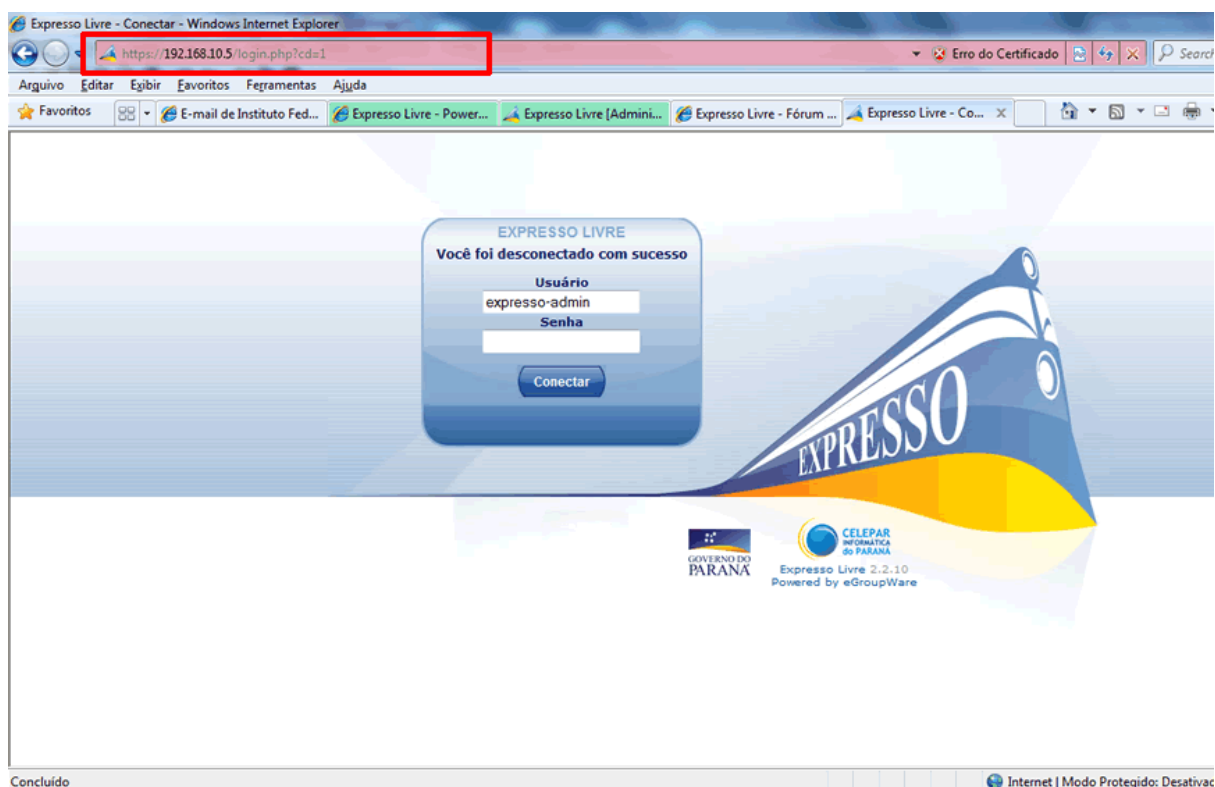 Expresso Livre - Conectar - Windows Internet Explorer
https://192.168.10.5/login.php?cd=1
Erro do Certificado
Search
Arquivo Editar Exibir Favoritos Ferramentas Ajuda
Favoritos
E-mail de Instituto Fed...
Expresso Livre - Power...
Expresso Livre [Admini...
Expresso Livre - Fórum ...
Expresso Livre - Co...
EXPRESSO LIVRE
Você foi desconectado com sucesso
Usuário
expresso-admin
Senha
Conectar
EXPRESSO
EXPRESSO
GOVERNO DO
PARANÁ
CELEPAR
INFORMÁTICA
do PARANÁ
Expresso Livre 2.2.10
Powered by eGroupWare
Concluído
Internet | Modo Protegido: Desativad